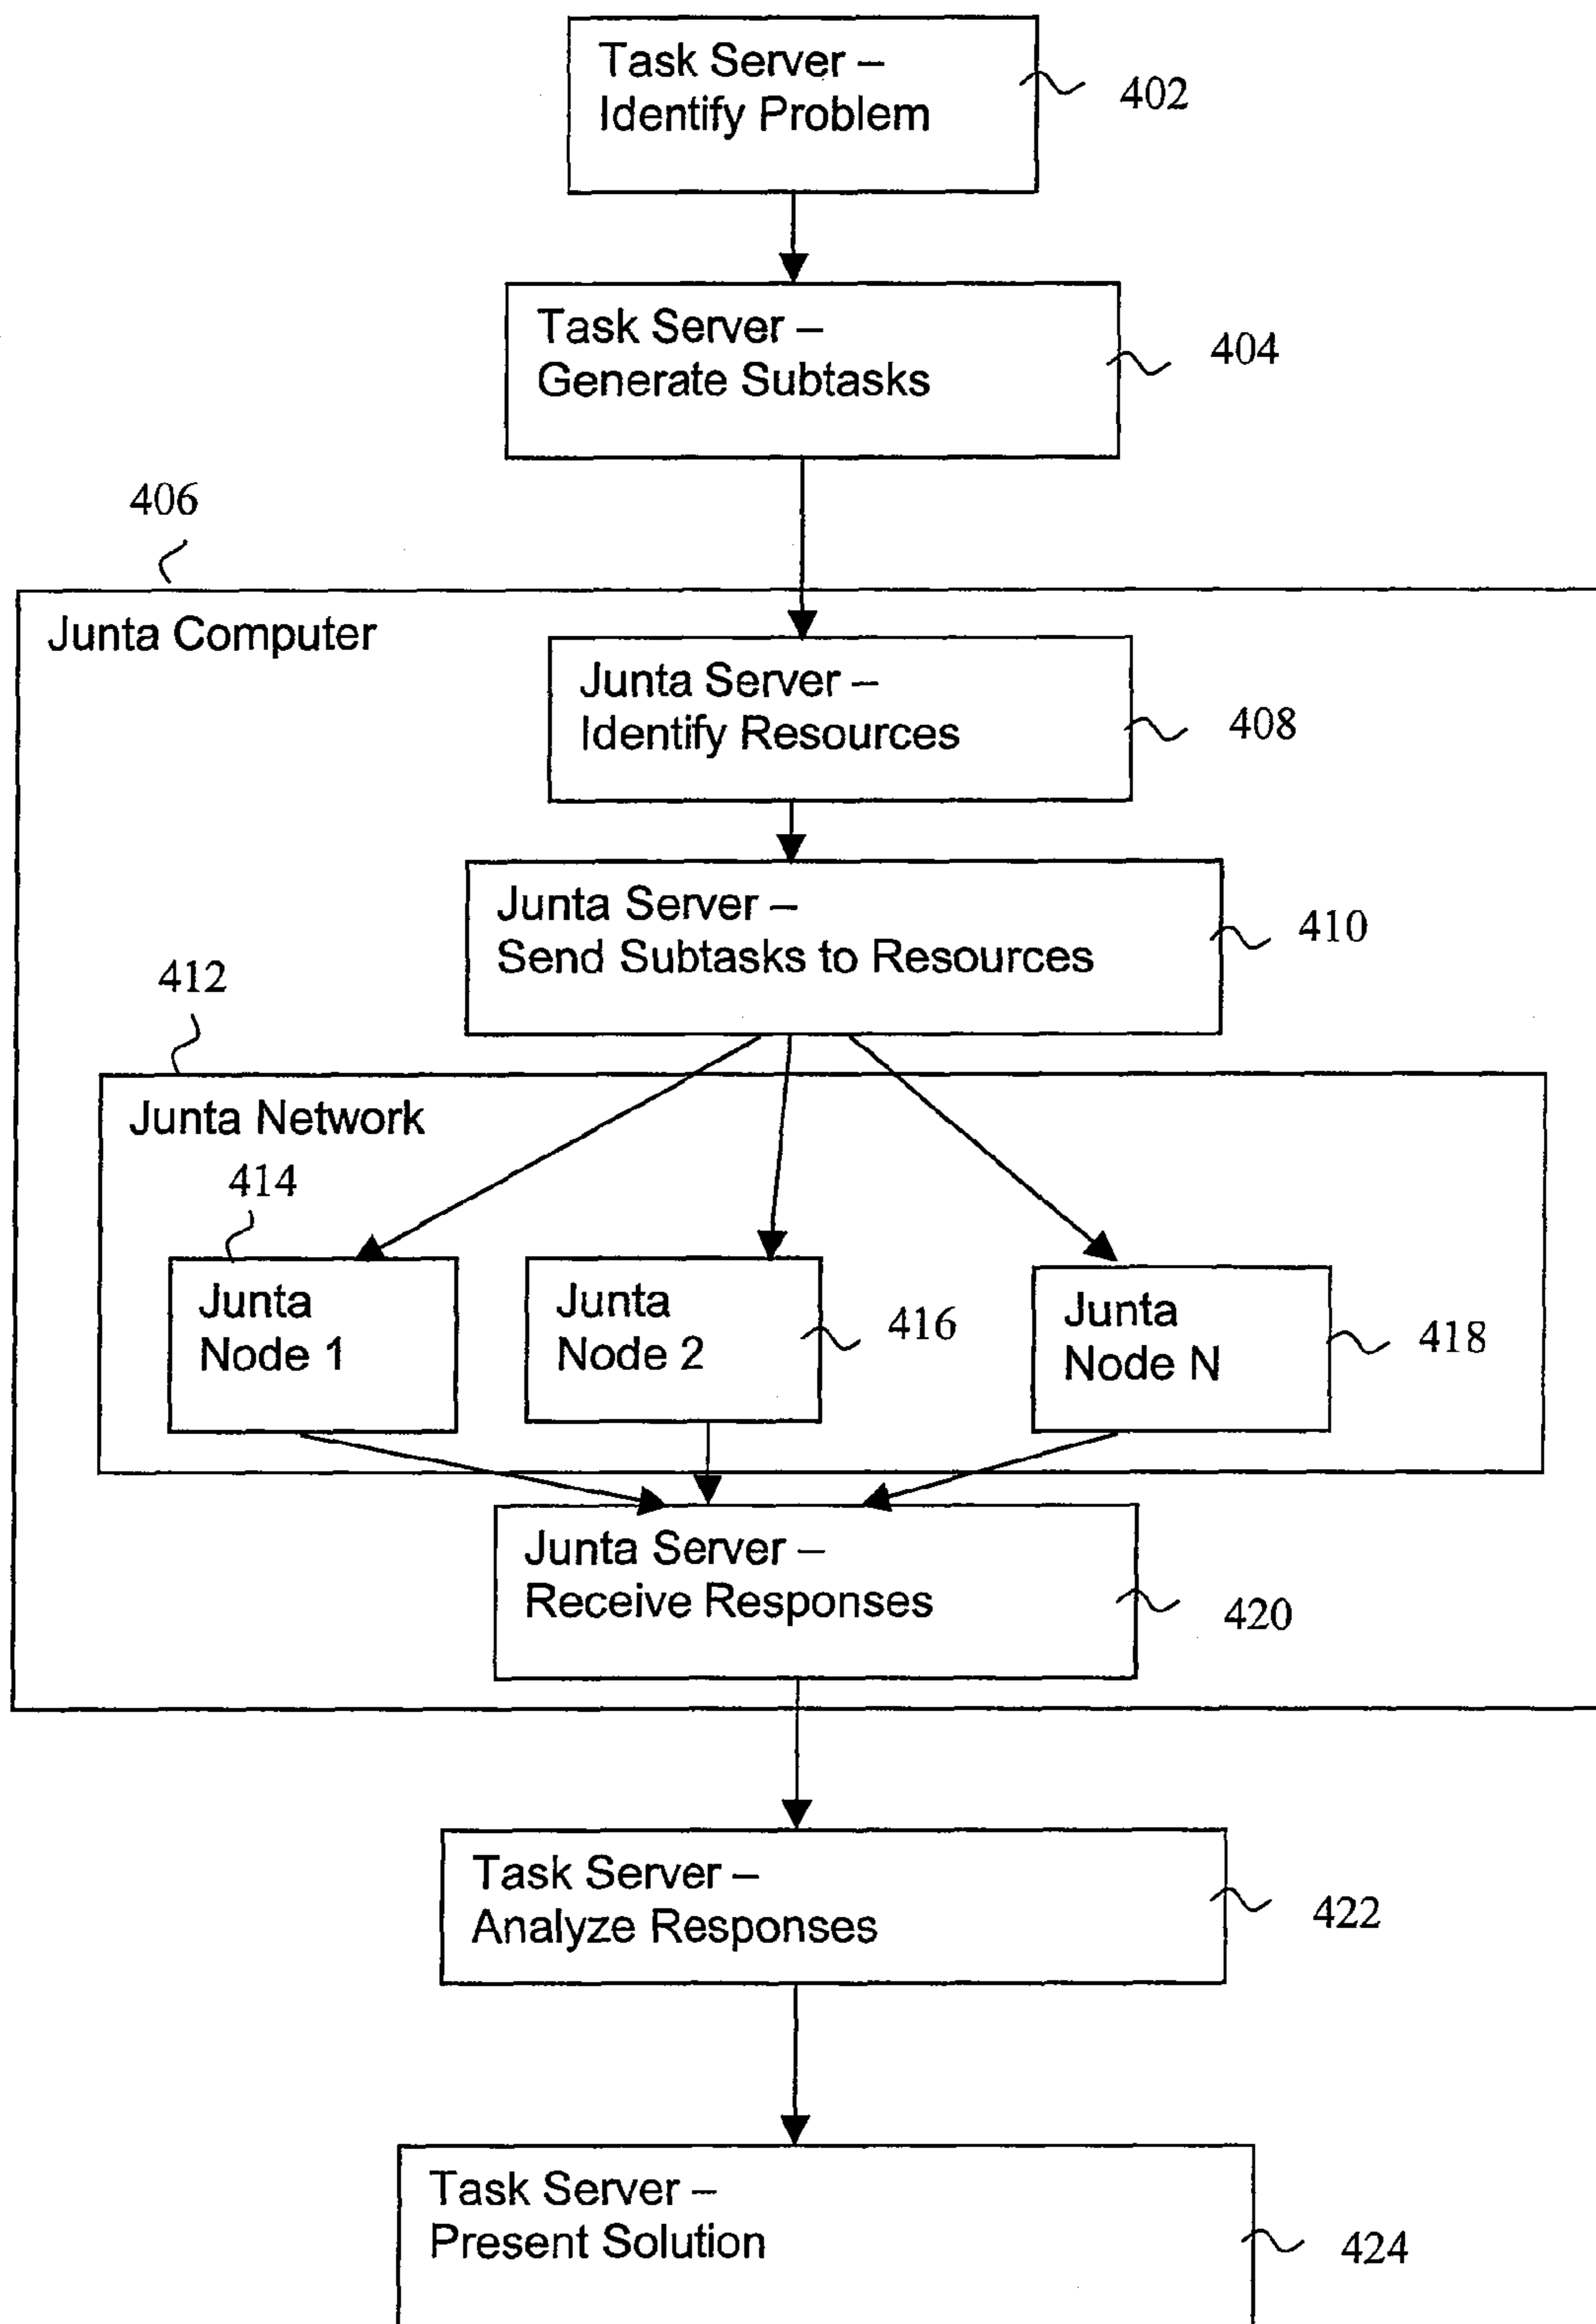 Task Server –
Identify Problem
402
Task Server –
Generate Subtasks
404
406
Junta Computer
Junta Server –
Identify Resources
408
Junta Server –
Send Subtasks to Resources
410
412
Junta Network
414
Junta
Node 1
Junta
Node 2
416
Junta
Node N
418
Junta Server –
Receive Responses
420
Task Server –
Analyze Responses
422
Task Server –
Present Solution
424